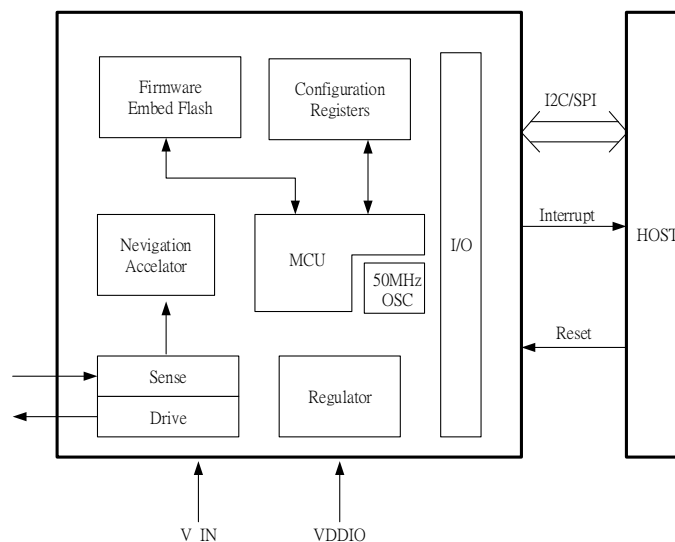 Firmware
Embed Flash
Configuration
Registers
I2C/SPI
Nevigation
Accelator
MCU
50MHz
OSC
I/O
Interrupt
HOST
Reset
Sense
Drive
Regulator
V IN
VDDIO